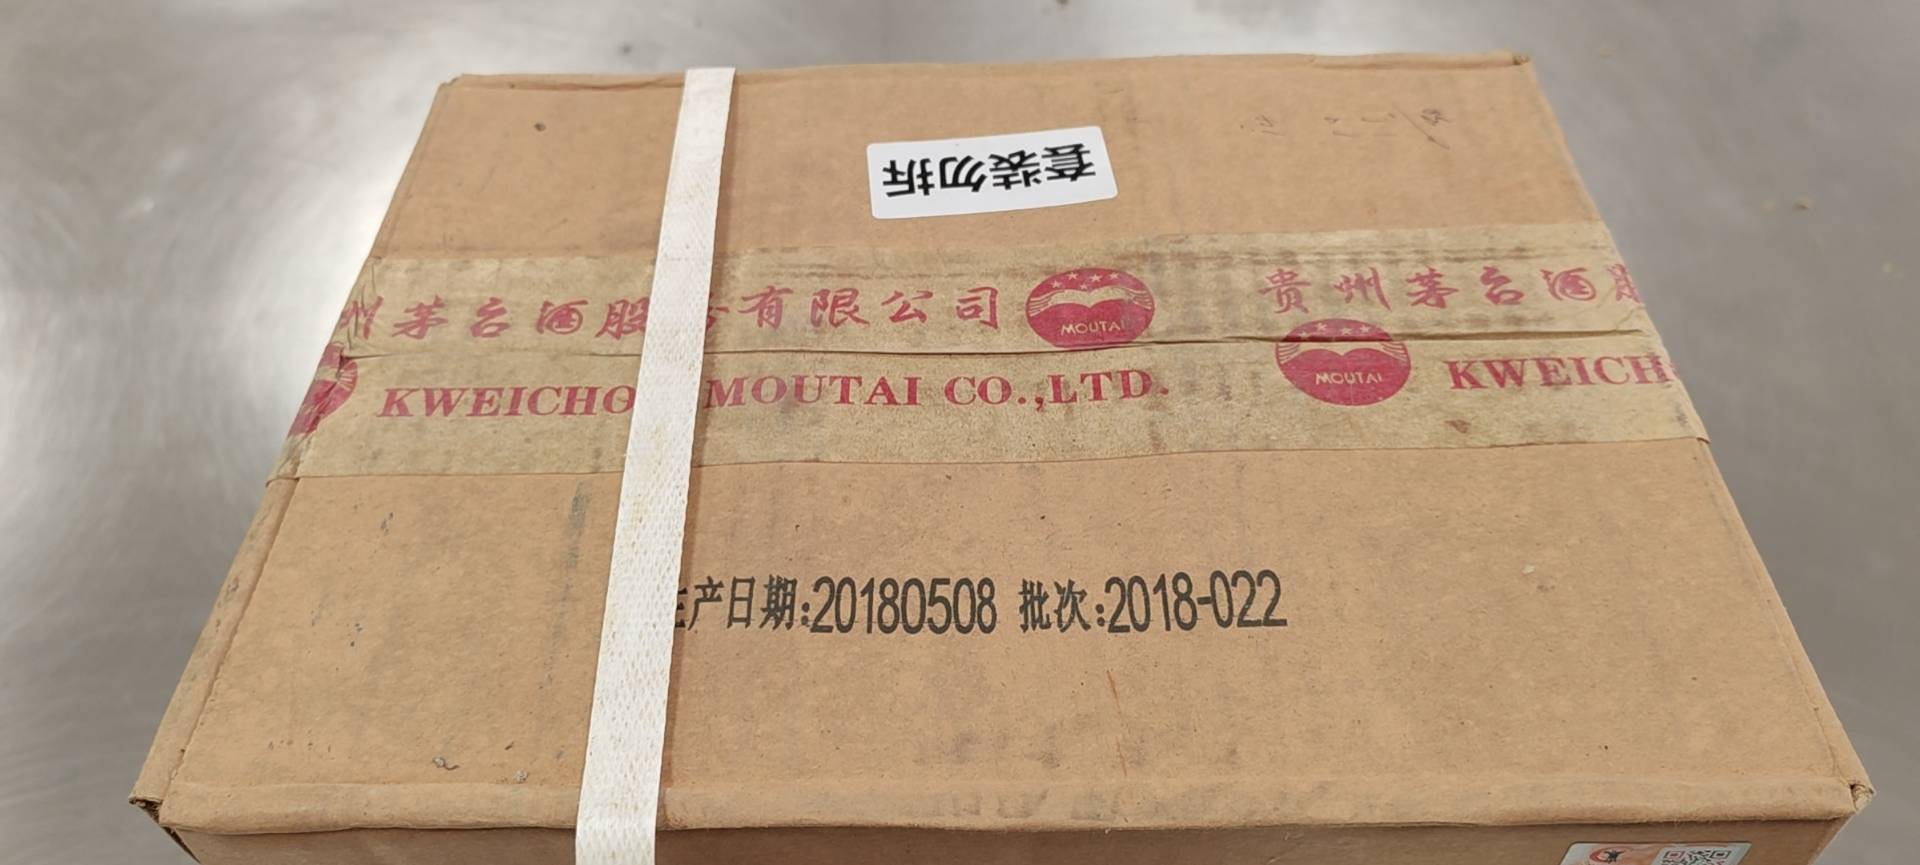 套装勿拆
州茅台酒股份有限公司 MOUTAI 贵州茅台酒股
KWEICHO MOUTAI CO.,LTD. MOUTAI KWEICH
生产日期:20180508 批次:2018-022